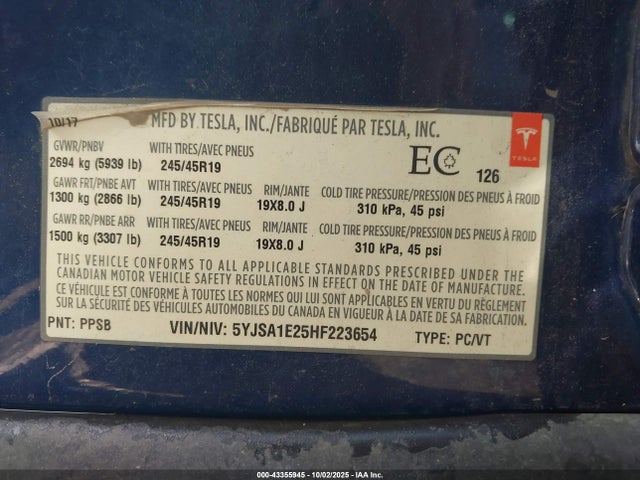 10/17
MFD BY TESLA, INC./FABRIQUÉ PAR TESLA, INC.
TESLA
GVWR/PNBV WITH TIRES/AVEC PNEUS
2694 kg (5939 lb) 245/45R19
EC 126
GAWR FRT/PNBE AVT WITH TIRES/AVEC PNEUS RIM/JANTE COLD TIRE PRESSURE/PRESSION DES PNEUS À FROID
1300 kg (2866 lb) 245/45R19 19X8.0 J 310 kPa, 45 psi
GAWR RR/PNBE ARR WITH TIRES/AVEC PNEUS RIM/JANTE COLD TIRE PRESSURE/PRESSION DES PNEUS À FROID
1500 kg (3307 lb) 245/45R19 19X8.0 J 310 kPa, 45 psi
THIS VEHICLE CONFORMS TO ALL APPLICABLE STANDARDS PRESCRIBED UNDER THE
CANADIAN MOTOR VEHICLE SAFETY REGULATIONS IN EFFECT ON THE DATE OF MANUFACTURE.
CE VÉHICULE EST CONFORME À TOUTES LES NORMES QUI LUI SONT APPLICABLES EN VERTU DU RÈGLEMENT
SUR LA SÉCURITÉ DES VÉHICULES AUTOMOBILES DU CANADA EN VIGUEUR À LA DATE DE SA FABRICATION.
PNT: PPSB VIN/NIV: 5YJSA1E25HF223654 TYPE: PC/VT
000-43355945 - 10/02/2025 - IAA Inc.